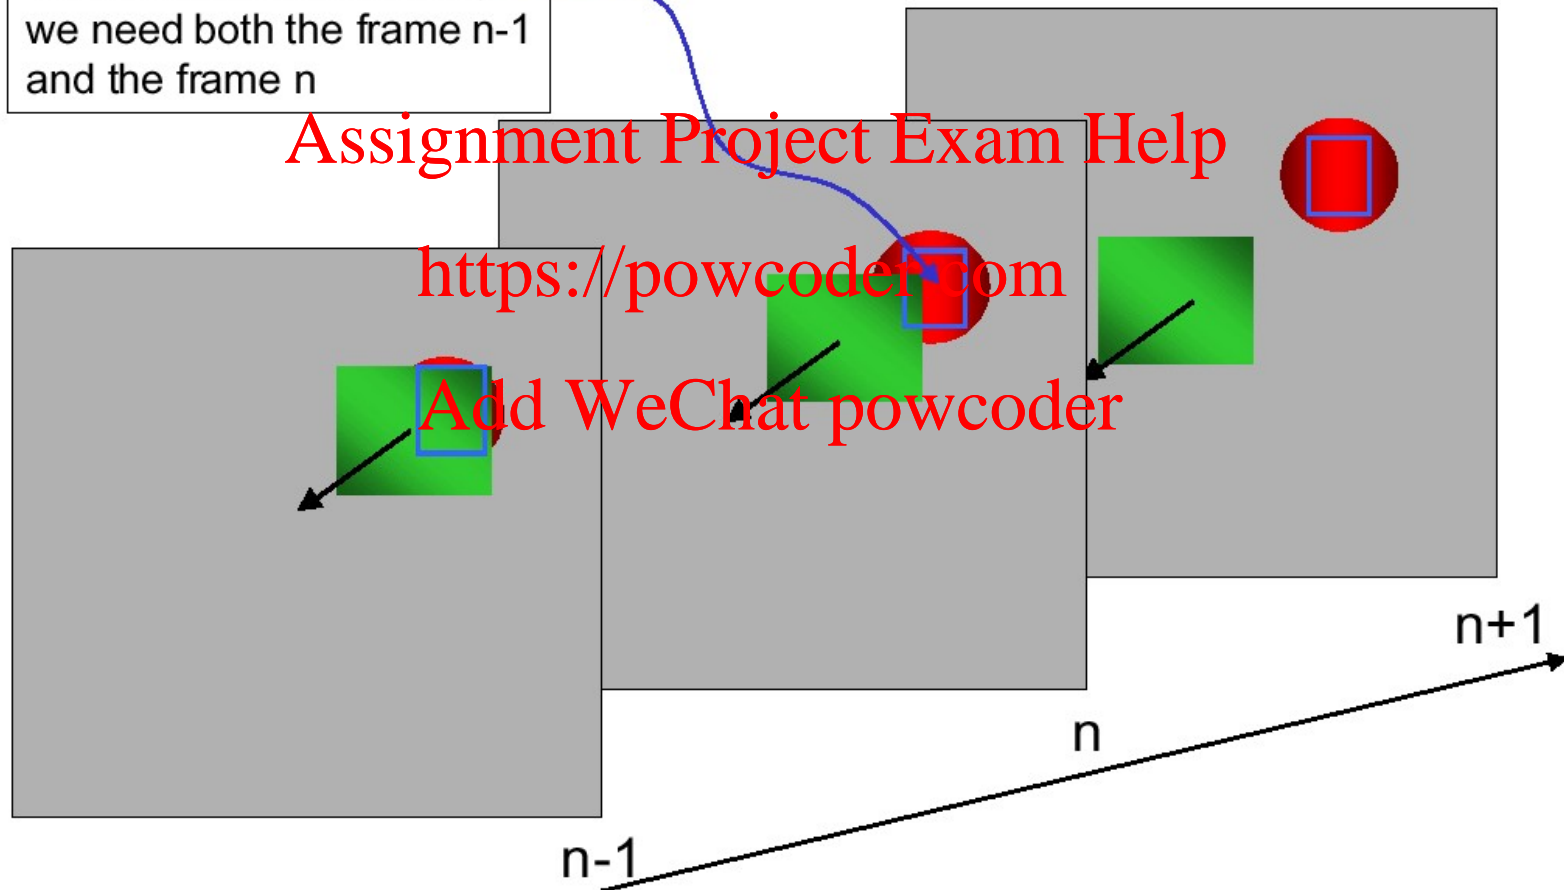 we need both the frame n-1
and the frame n
Assignment Project Exam Help
https://powcoder.com
Add WeChat powcoder
n+1
n
n-1